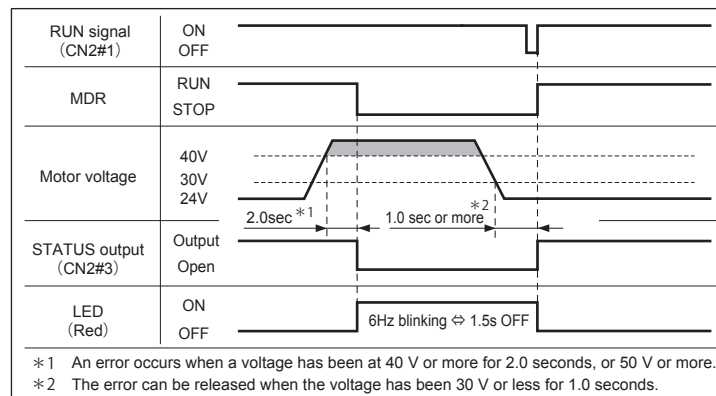 RUN signal
（CN2#1）
ON
OFF
MDR
RUN
STOP
Motor voltage
40V
30V
24V
2.0sec ＊1
1.0 sec or more ＊2
STATUS output
（CN2#3）
Output
Open
LED
(Red)
ON
OFF
6Hz blinking ⇔ 1.5s OFF
＊1 An error occurs when a voltage has been at 40 V or more for 2.0 seconds, or 50 V or more.
＊2 The error can be released when the voltage has been 30 V or less for 1.0 seconds.